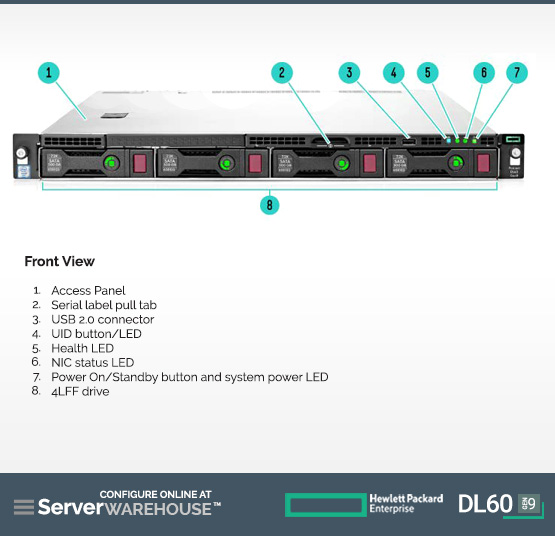 1 2 3 4 5 6 7
8
Front View
1. Access Panel
2. Serial label pull tab
3. USB 2.0 connector
4. UID button/LED
5. Health LED
6. NIC status LED
7. Power On/Standby button and system power LED
8. 4LFF drive
CONFIGURE ONLINE AT
ServerWAREHOUSE™
Hewlett Packard
Enterprise
DL60 GEN 9